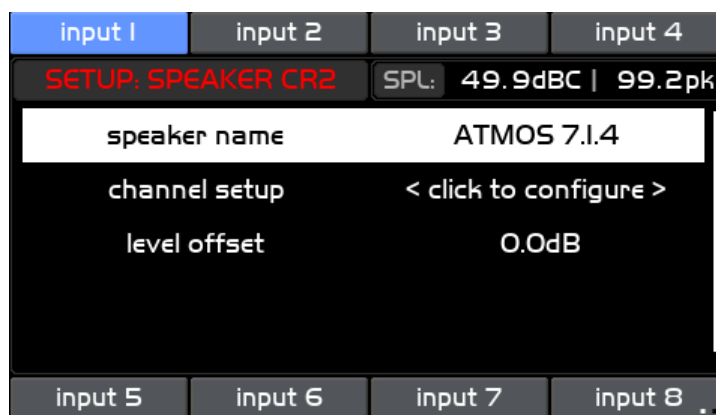 input 1 input 2 input 3 input 4
SETUP: SPEAKER CR2 SPL: 49.9dBC | 99.2pk
speaker name ATMOS 7.1.4
channel setup < click to configure >
level offset 0.0dB
input 5 input 6 input 7 input 8